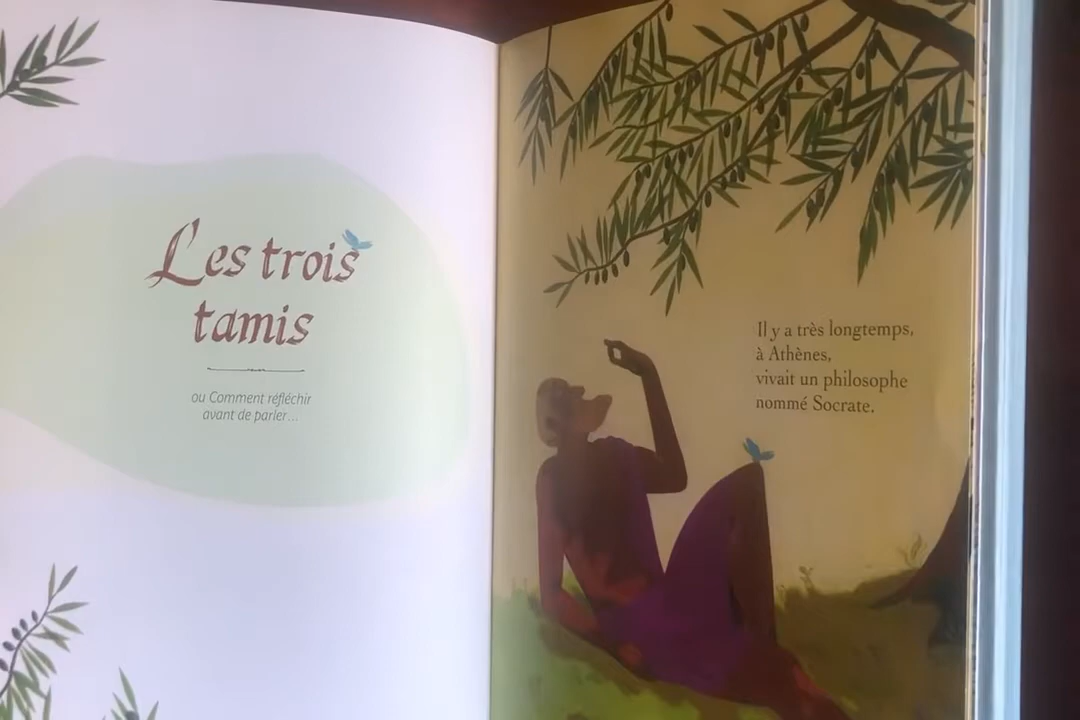 Les trois
tamis
ou Comment réfléchir
avant de parler...
Il y a très longtemps,
à Athènes,
vivait un philosophe
nommé Socrate.